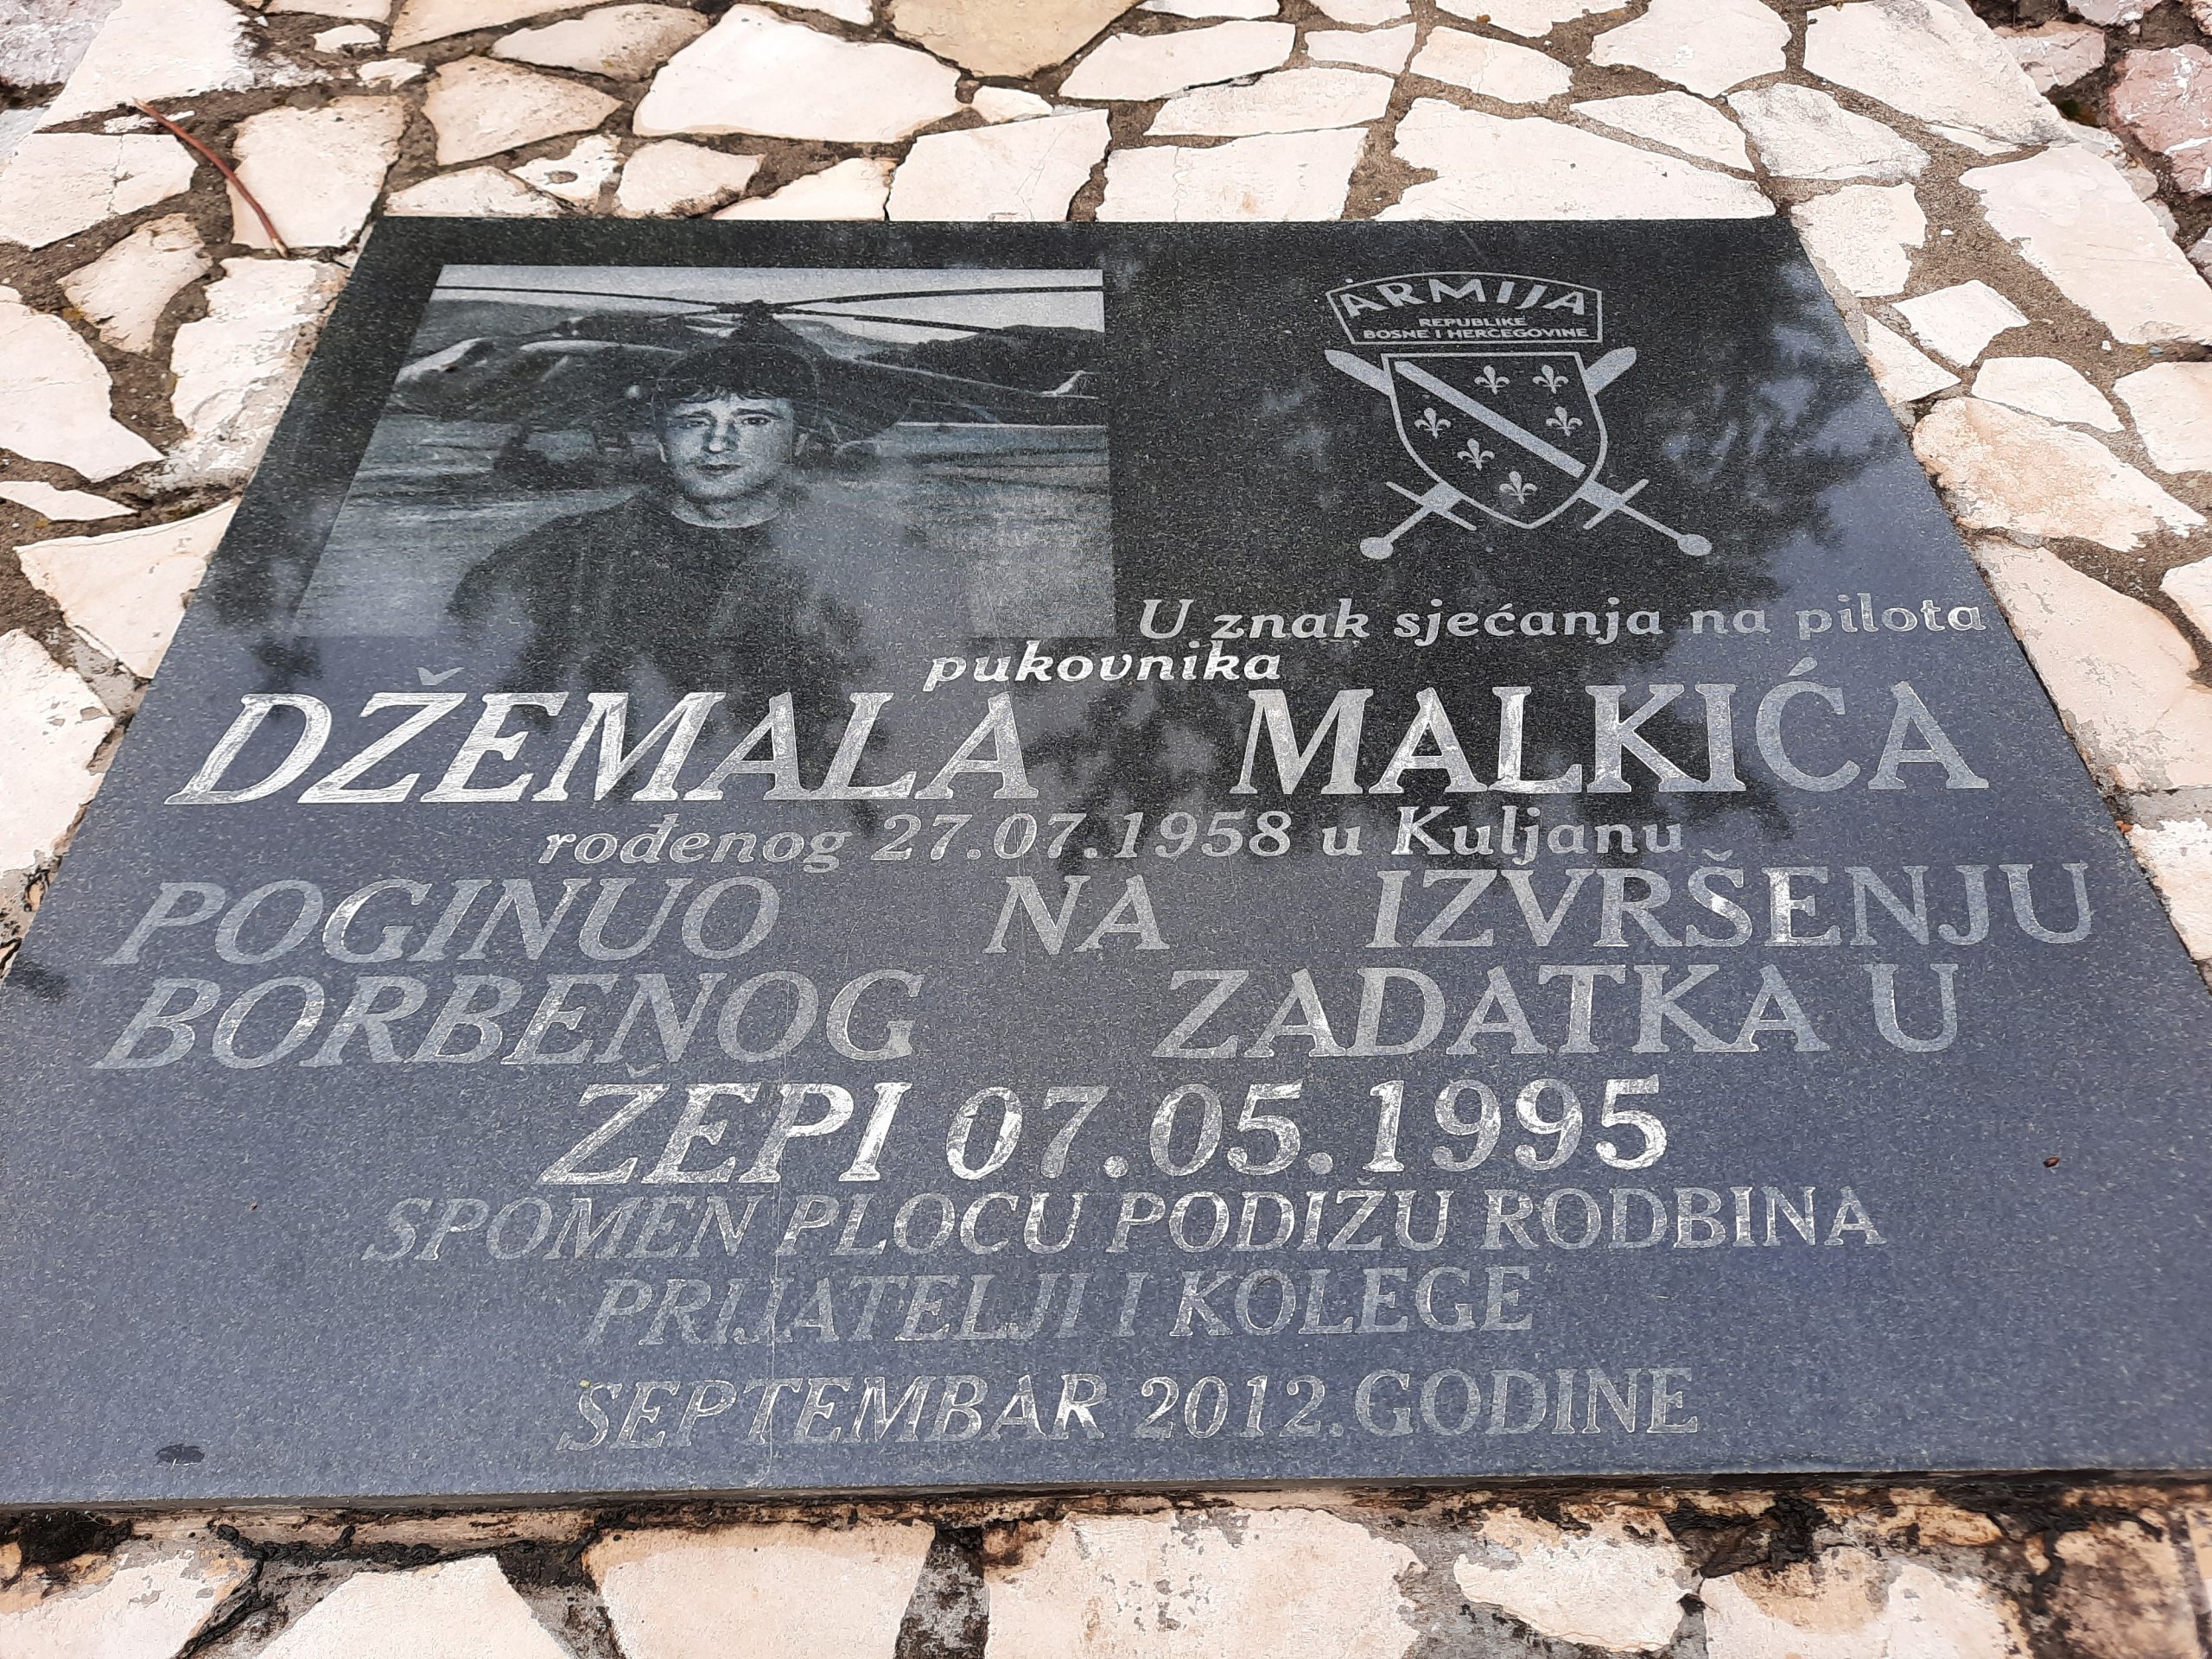 ARMIJA
REPUBLIKE
BOSNE I HERCEGOVINE
U znak sjećanja na pilota
pukovnika
DŽEMALA MALKIĆA
rođenog 27.07.1958 u Kuljanu
POGINUO NA IZVRŠENJU
BORBENOG ZADATKA U
ŽEPI 07.05.1995
SPOMEN PLOCU PODIŽU RODBINA
PRIJATELJI I KOLEGE
SEPTEMBAR 2012.GODINE